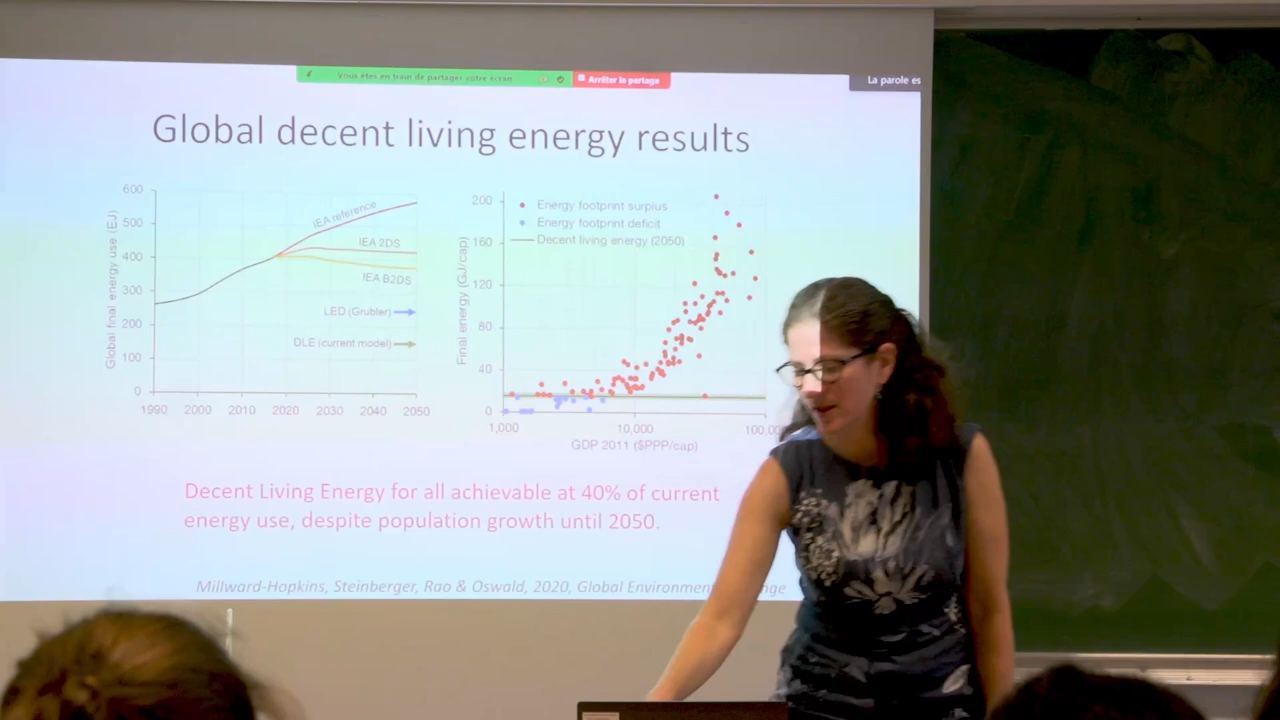 Vous êtes en train de partager votre écran
Arrêter le partage
La parole es
Global decent living energy results
Global final energy use (EJ)
600
500
400
300
200
100
0
1990 2000 2010 2020 2030 2040 2050
IEA reference
IEA 2DS
IEA B2DS
LED (Grubler)
DLE (current model)
Final energy (GJ/cap)
200
160
120
80
40
0
Energy footprint surplus
Energy footprint deficit
Decent living energy (2050)
1,000 10,000 100,00
GDP 2011 ($PPP/cap)
Decent Living Energy for all achievable at 40% of current
energy use, despite population growth until 2050.
Millward-Hopkins, Steinberger, Rao & Oswald, 2020, Global Environmen nge